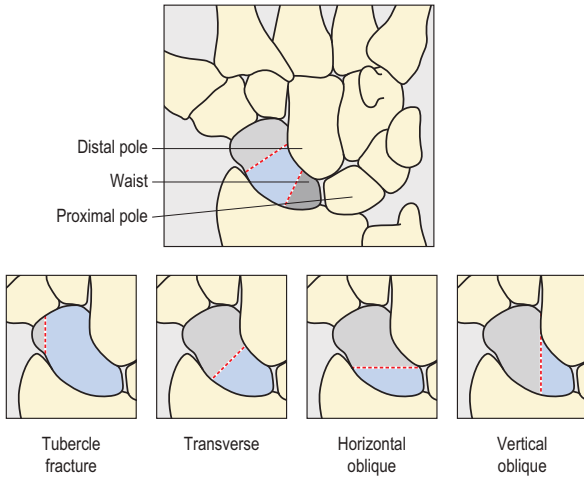 Distal pole
Waist
Proximal pole
Tubercle
fracture
Transverse
Horizontal
oblique
Vertical
oblique